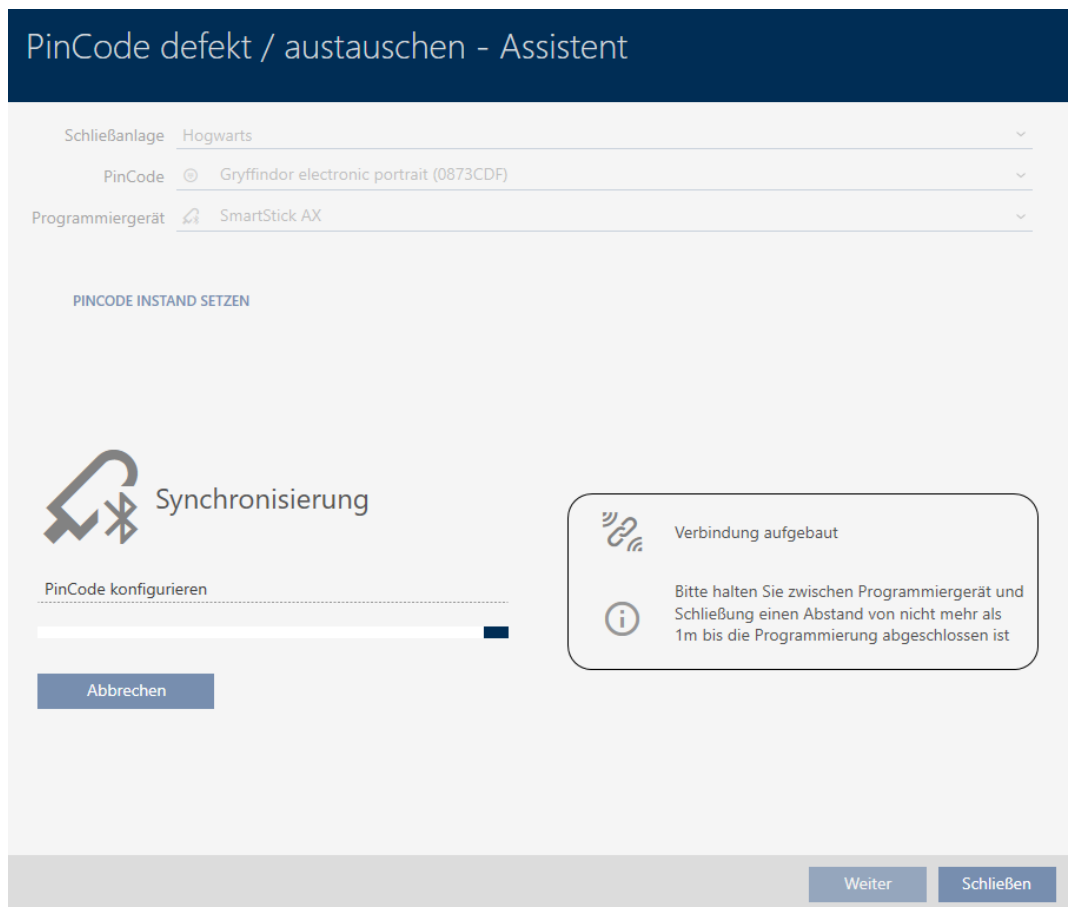 PinCode defekt / austauschen - Assistent
Schließanlage Hogwarts
PinCode Gryffindor electronic portrait (0873CDF)
Programmiergerät SmartStick AX
PINCODE INSTAND SETZEN
Synchronisierung
PinCode konfigurieren
Abbrechen
Verbindung aufgebaut
Bitte halten Sie zwischen Programmiergerät und
Schließung einen Abstand von nicht mehr als
1m bis die Programmierung abgeschlossen ist
Weiter Schließen